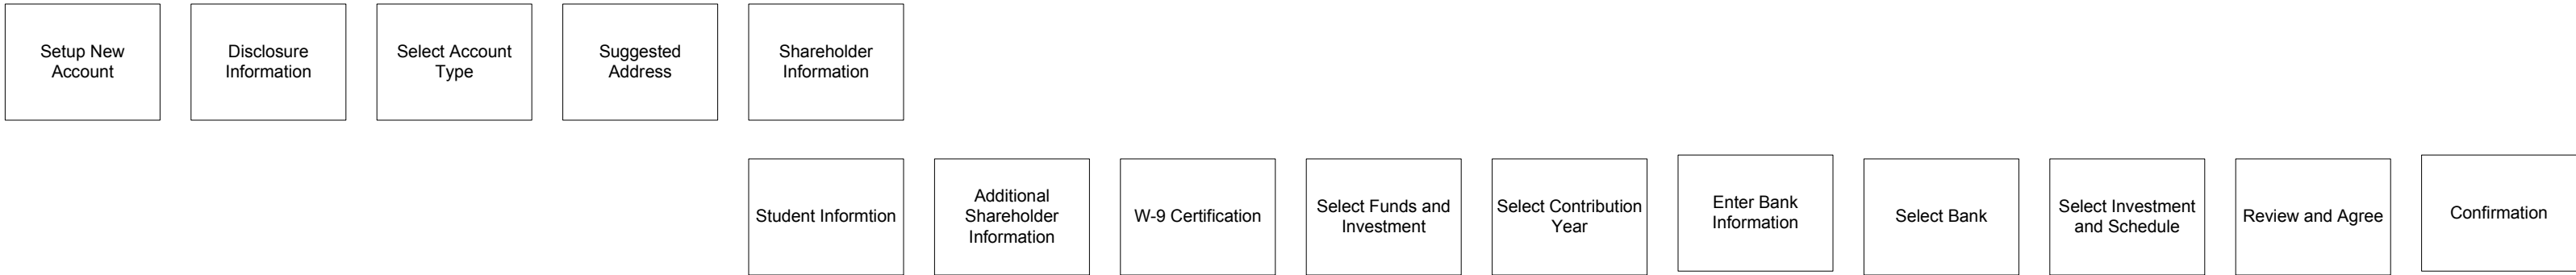 Setup New
Account
Disclosure
Information
Select Account
Type
Suggested
Address
Shareholder
Information
Student Informtion
Additional
Shareholder
Information
W-9 Certification
Select Funds and
Investment
Select Contribution
Year
Enter Bank
Information
Select Bank
Select Investment
and Schedule
Review and Agree
Confirmation